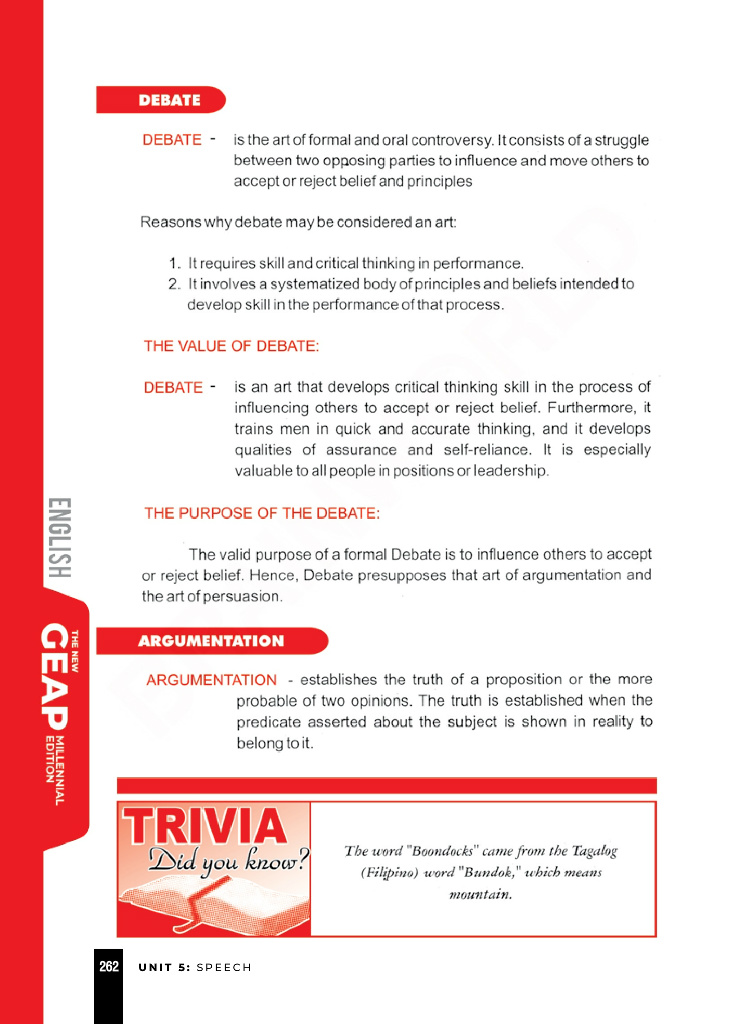 DEBATE
DEBATE - is the art of formal and oral controversy. It consists of a struggle
between two opposing parties to influence and move others to
accept or reject belief and principles
Reasons why debate may be considered an art:
1. It requires skill and critical thinking in performance.
2. It involves a systematized body of principles and beliefs intended to
develop skill in the performance of that process.
THE VALUE OF DEBATE:
DEBATE - is an art that develops critical thinking skill in the process of
influencing others to accept or reject belief. Furthermore, it
trains men in quick and accurate thinking, and it develops
qualities of assurance and self-reliance. It is especially
valuable to all people in positions or leadership.
THE PURPOSE OF THE DEBATE:
The valid purpose of a formal Debate is to influence others to accept
or reject belief. Hence, Debate presupposes that art of argumentation and
the art of persuasion.
ENGLISH
THE NEW
GEAP
MILLENNIAL
EDITION
ARGUMENTATION
ARGUMENTATION - establishes the truth of a proposition or the more
probable of two opinions. The truth is established when the
predicate asserted about the subject is shown in reality to
belong to it.
TRIVIA
Did you know?
The word "Boondocks" came from the Tagalog
(Filipino) word "Bundok," which means
mountain.
262 UNIT 5: SPEECH